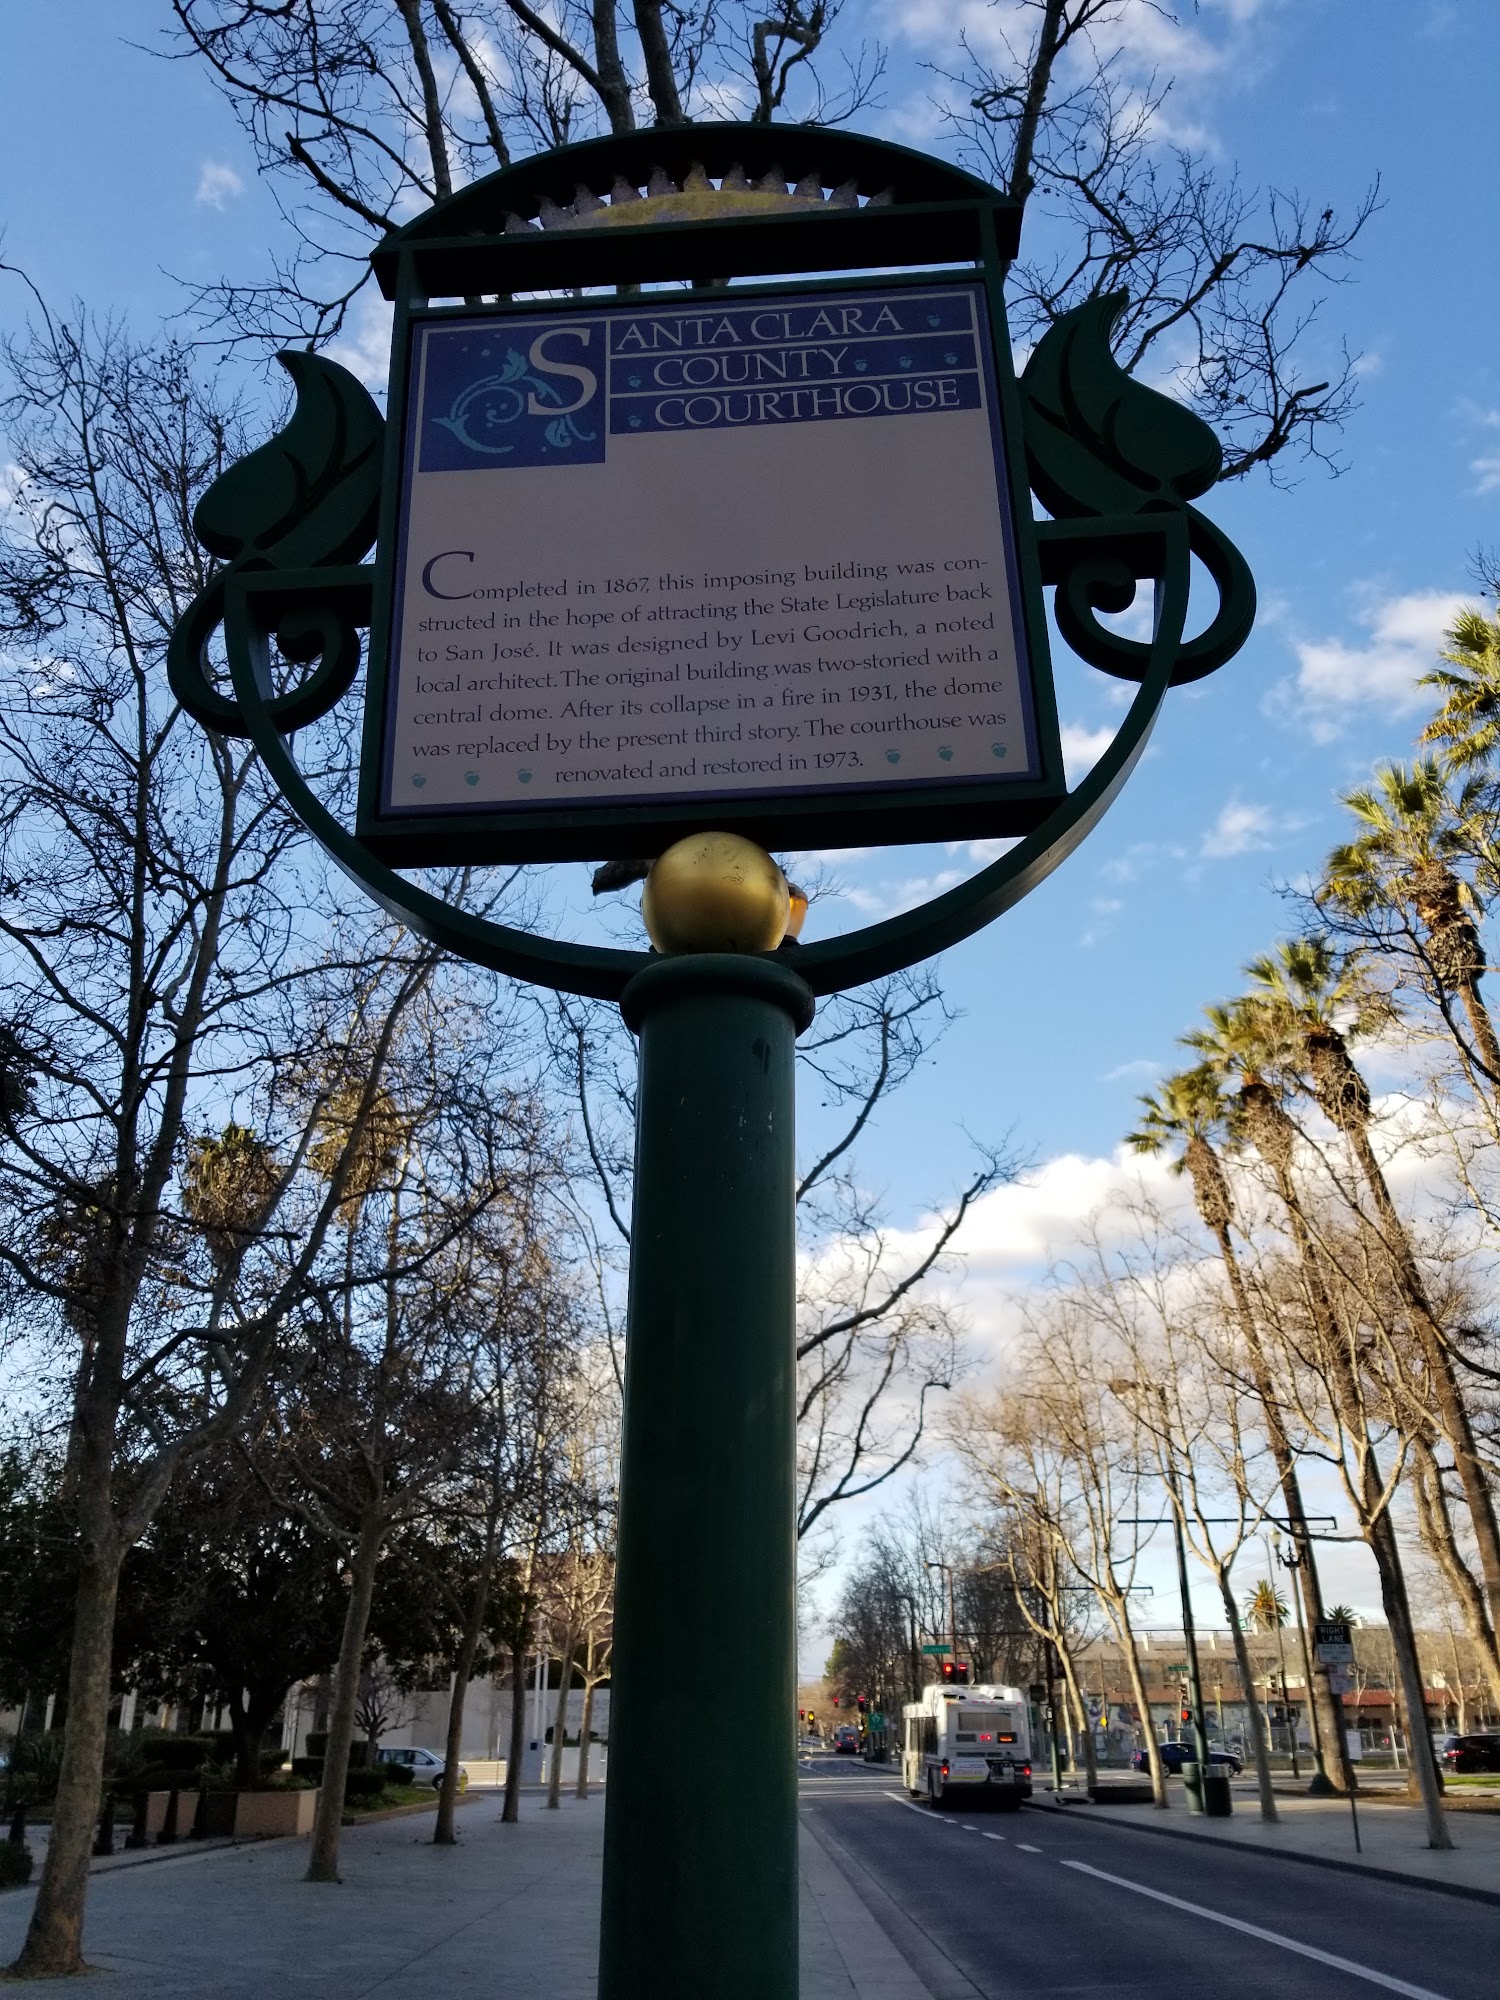 SANTA CLARA
COUNTY
COURTHOUSE
Completed in 1867, this imposing building was con-
structed in the hope of attracting the State Legislature back
to San José. It was designed by Levi Goodrich, a noted
local architect. The original building was two-storied with a
central dome. After its collapse in a fire in 1931, the dome
was replaced by the present third story. The courthouse was
renovated and restored in 1973.
RIGHT
LANE